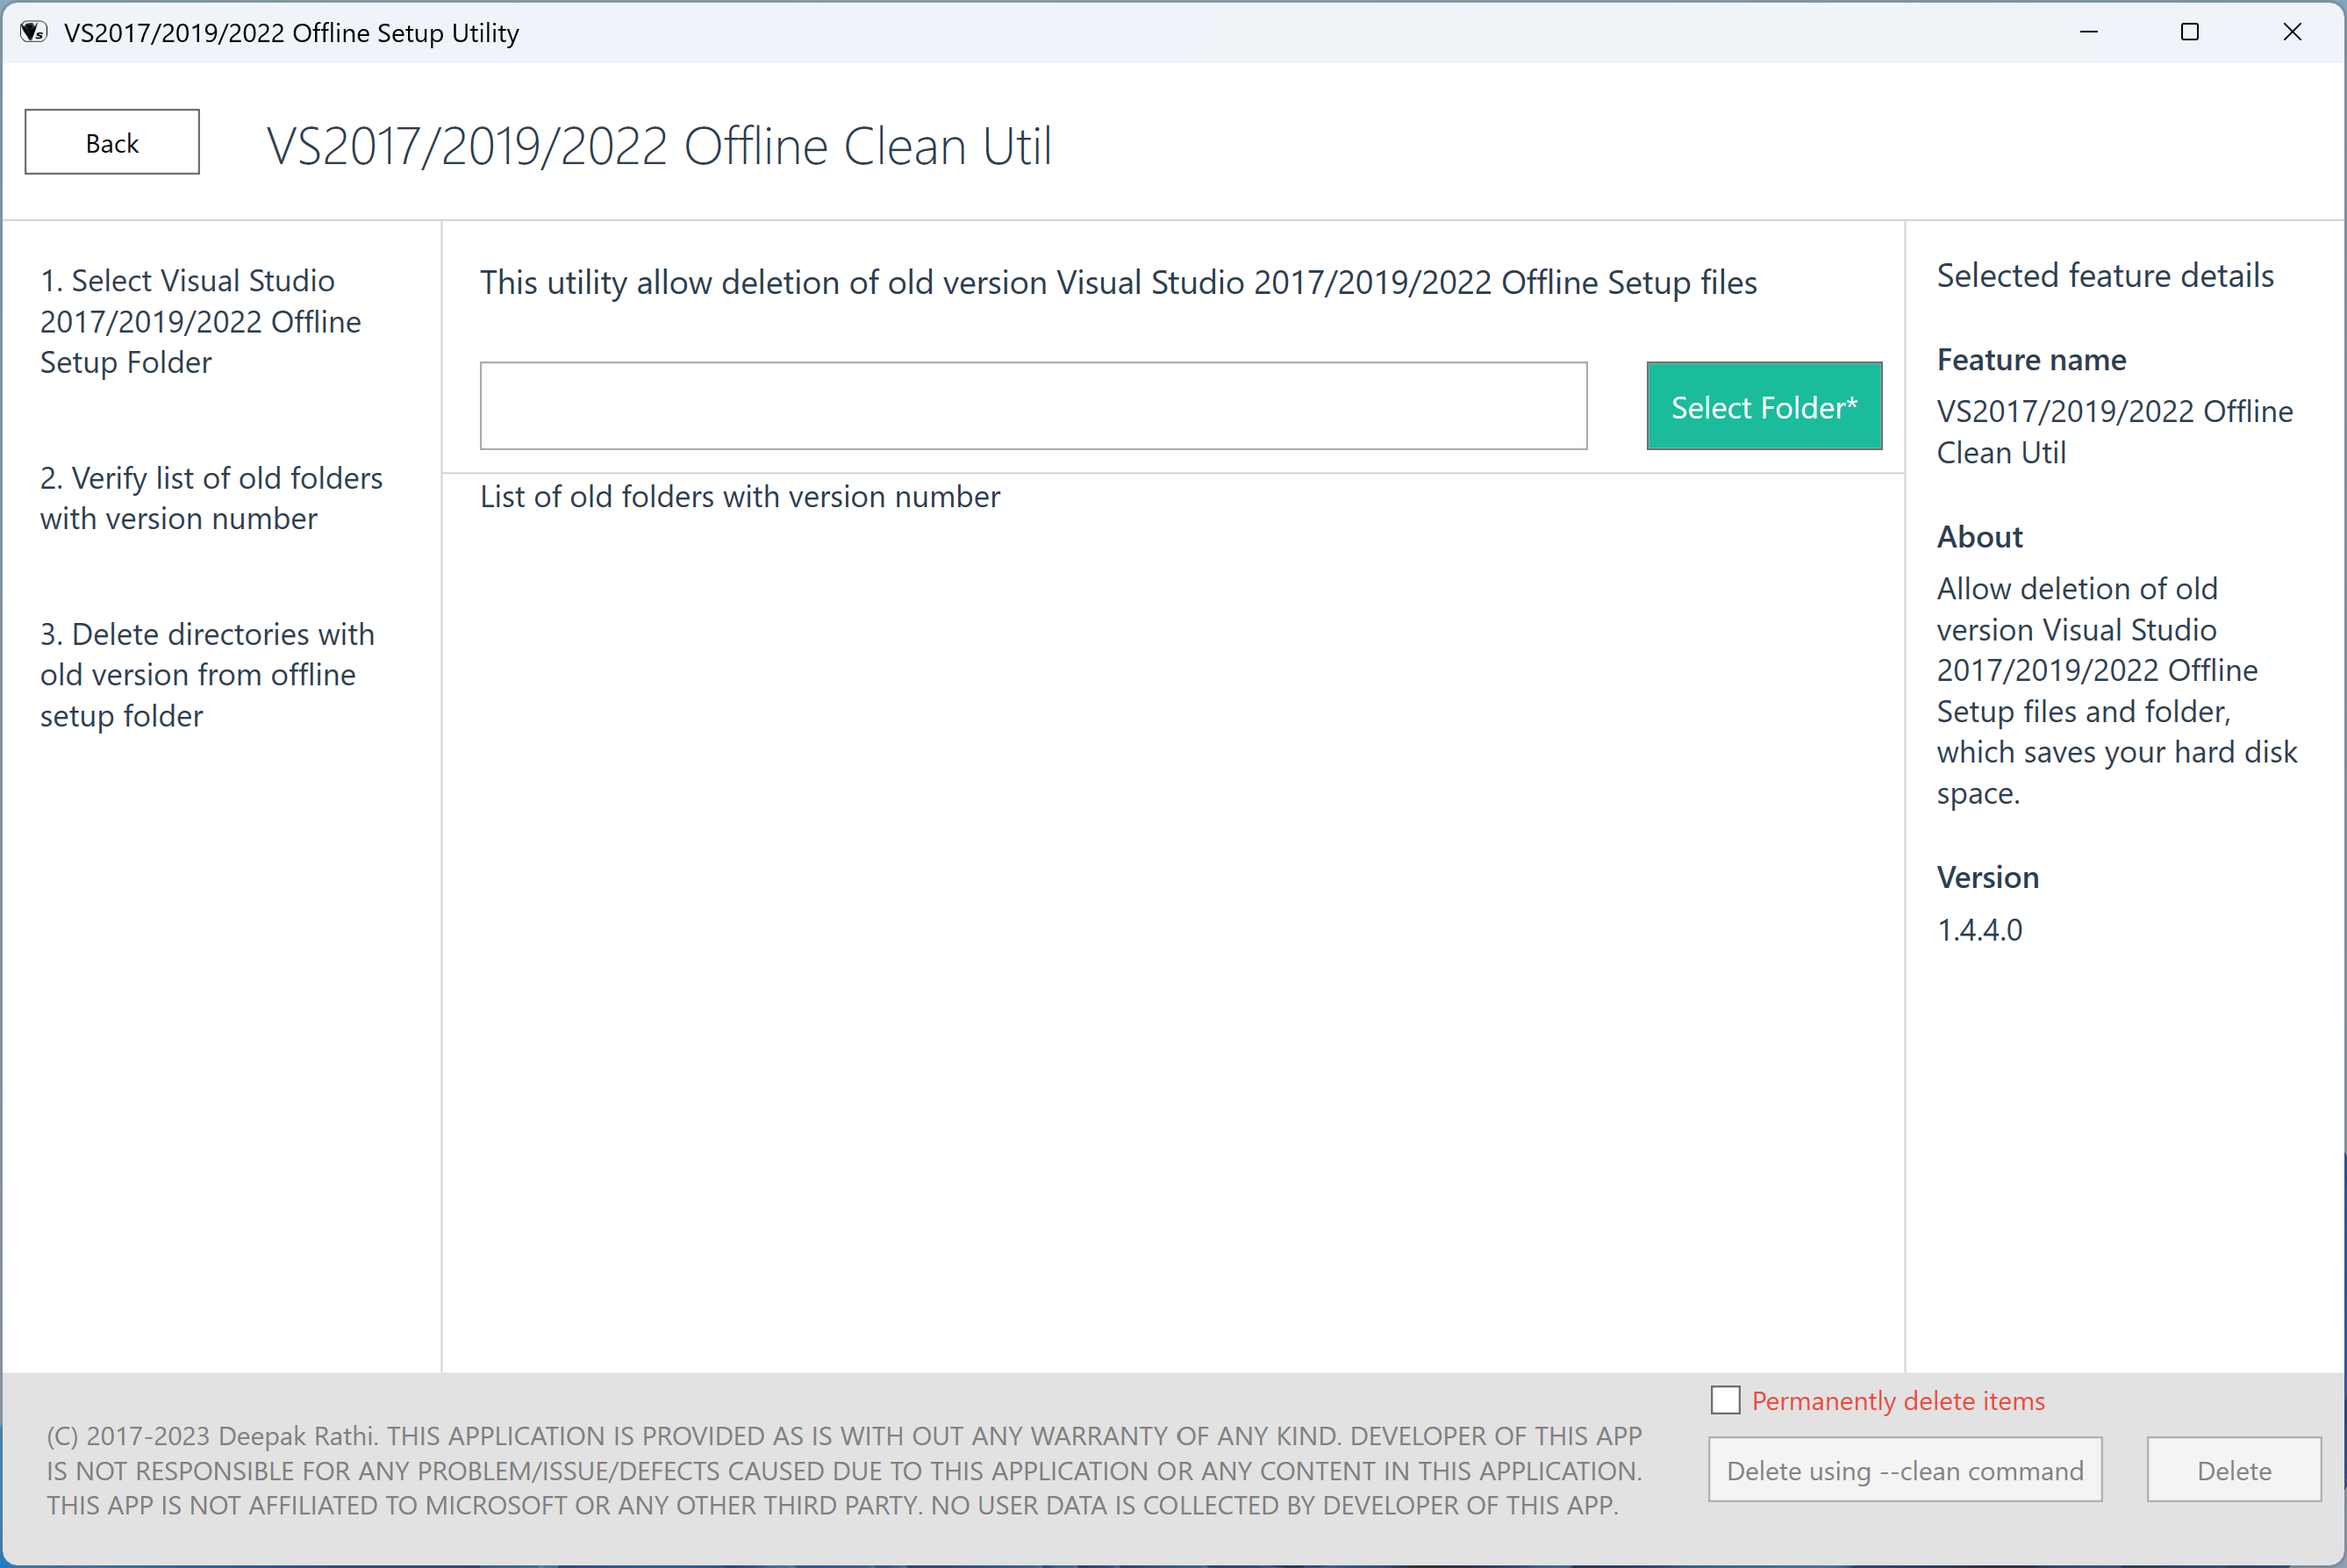 VS2017/2019/2022 Offline Setup Utility
Back
VS2017/2019/2022 Offline Clean Util
1. Select Visual Studio
2017/2019/2022 Offline
Setup Folder
2. Verify list of old folders
with version number
3. Delete directories with
old version from offline
setup folder
This utility allow deletion of old version Visual Studio 2017/2019/2022 Offline Setup files
Select Folder*
List of old folders with version number
Selected feature details
Feature name
VS2017/2019/2022 Offline
Clean Util
About
Allow deletion of old
version Visual Studio
2017/2019/2022 Offline
Setup files and folder,
which saves your hard disk
space.
Version
1.4.4.0
(C) 2017-2023 Deepak Rathi. THIS APPLICATION IS PROVIDED AS IS WITH OUT ANY WARRANTY OF ANY KIND. DEVELOPER OF THIS APP
IS NOT RESPONSIBLE FOR ANY PROBLEM/ISSUE/DEFECTS CAUSED DUE TO THIS APPLICATION OR ANY CONTENT IN THIS APPLICATION.
THIS APP IS NOT AFFILIATED TO MICROSOFT OR ANY OTHER THIRD PARTY. NO USER DATA IS COLLECTED BY DEVELOPER OF THIS APP.
Permanently delete items
Delete using --clean command
Delete